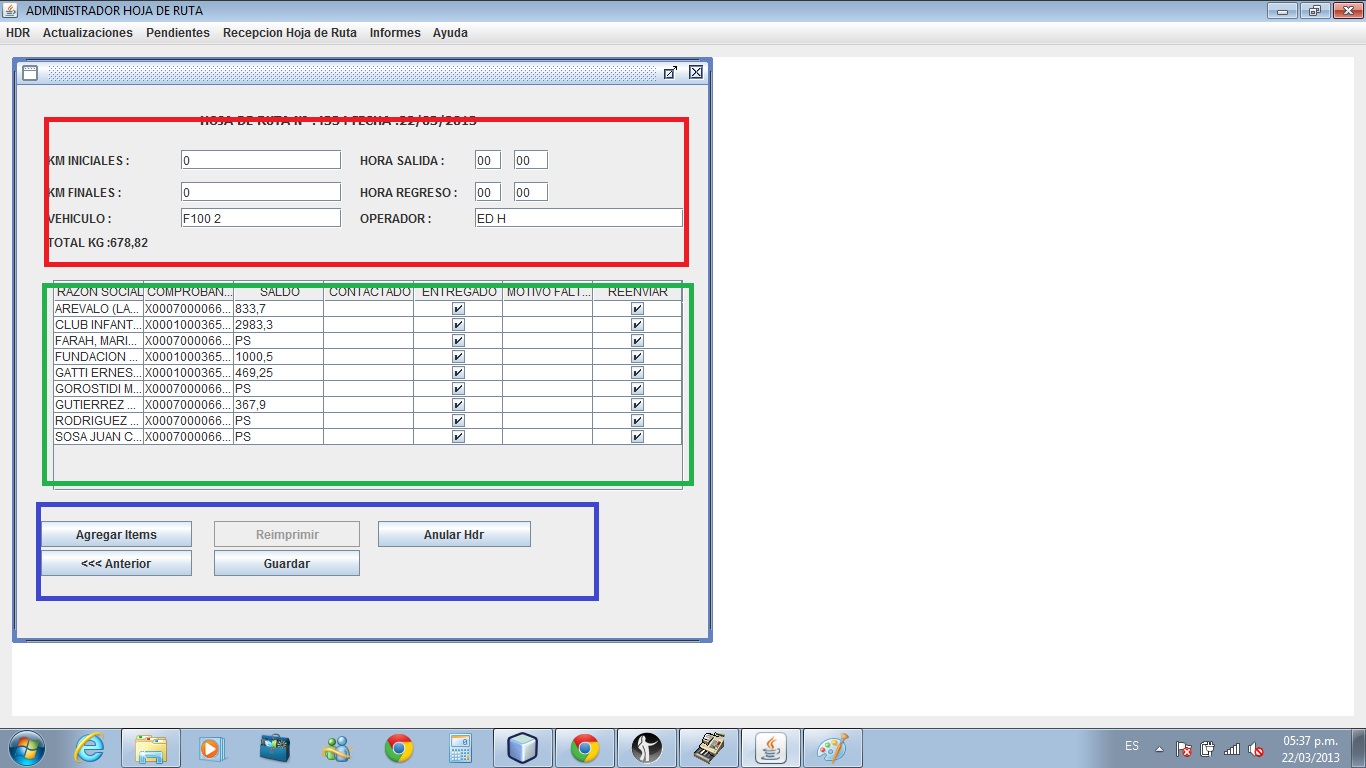 ADMINISTRADOR HOJA DE RUTA
HDR Actualizaciones Pendientes Recepcion Hoja de Ruta Informes Ayuda
HOJA DE RUTA Nº FECHA :22/03/2013
KM INICIALES : 0 HORA SALIDA : 00 00
KM FINALES : 0 HORA REGRESO : 00 00
VEHICULO : F100 2 OPERADOR : ED H
TOTAL KG :678,82
RAZON SOCIAL COMPROBAN... SALDO CONTACTADO ENTREGADO MOTIVO FALT... REENVIAR
AREVALO (LA... X0007000066... 833,7
CLUB INFANT... X0001000365... 2983,3
FARAH, MARI... X0007000066... PS
FUNDACION ... X0001000365... 1000,5
GATTI ERNES... X0001000365... 469,25
GOROSTIDI M... X0007000066... PS
GUTIERREZ ... X0007000066... 367,9
RODRIGUEZ ... X0007000066... PS
SOSA JUAN C... X0007000066... PS
Agregar Items Reimprimir Anular Hdr
<<< Anterior Guardar
ES 05:37 p.m.
22/03/2013